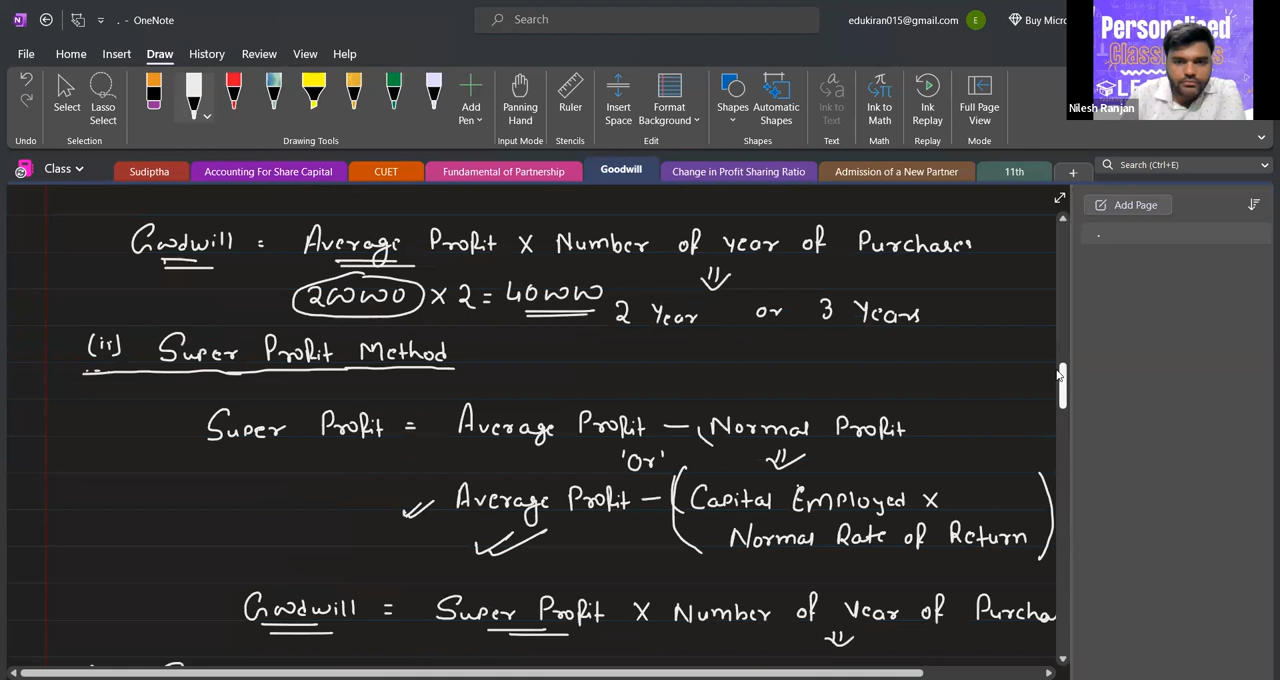 . - OneNote
Search
edukiran015@gmail.com
E
Buy Micro
File Home Insert Draw History Review View Help
Undo
Select
Lasso Select
Selection
Drawing Tools
Add Pen
Panning Hand
Input Mode
Ruler
Stencils
Insert Space
Format Background
Edit
Shapes
Automatic Shapes
Shapes
Ink to Text
Text
Ink to Math
Math
Ink Replay
Replay
Full Page View
Mode
Personalised
Nilesh Ranjan
Class
Sudiptha
Accounting For Share Capital
CUET
Fundamental of Partnership
Goodwill
Change in Profit Sharing Ratio
Admission of a New Partner
11th
+
Search (Ctrl+E)
Add Page
.
Goodwill = Average Profit × Number of year of Purchases
200000 × 2 = 400000
2 Year or 3 Years
(ii) Super Profit Method
Super Profit = Average Profit — (Normal Profit
'Or'
Average Profit — (Capital Employed ×
Normal Rate of Return)
Goodwill = Super Profit × Number of year of Purcha